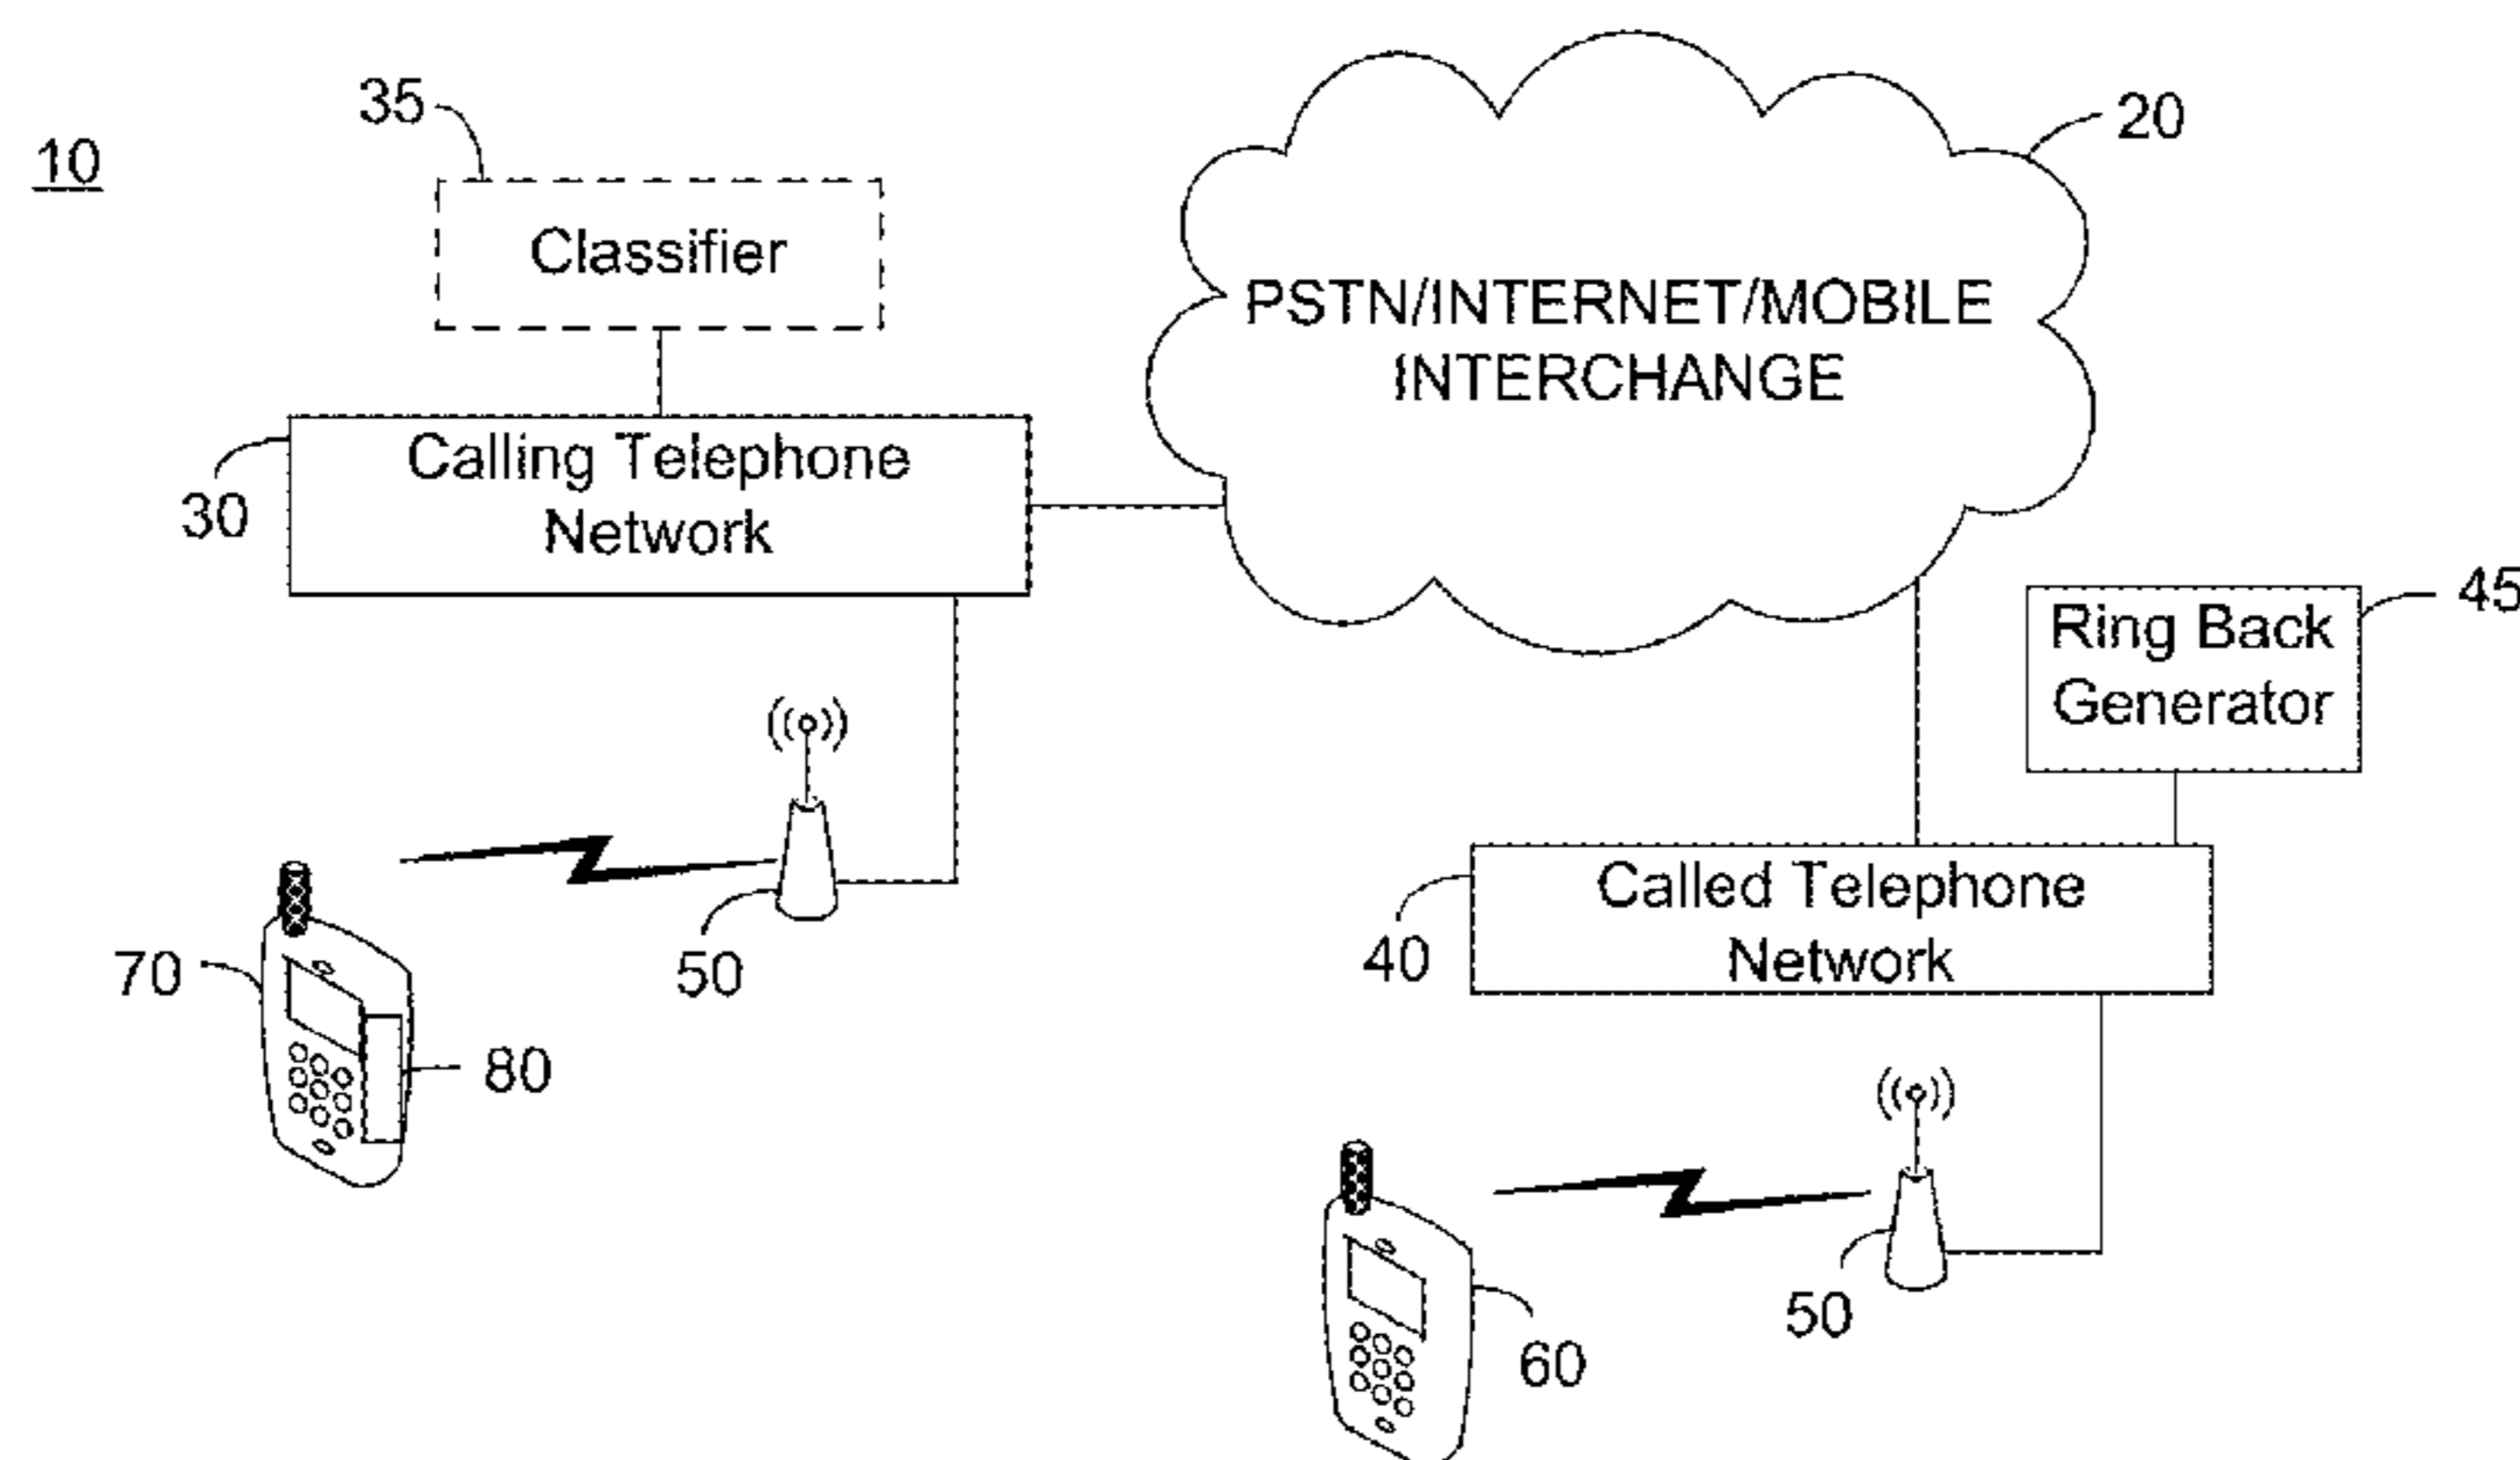 10
35
Classifier
20
PSTN/INTERNET/MOBILE
INTERCHANGE
Calling Telephone
Network
30
45
Ring Back
Generator
Called Telephone
Network
40
70
50
80
50
60